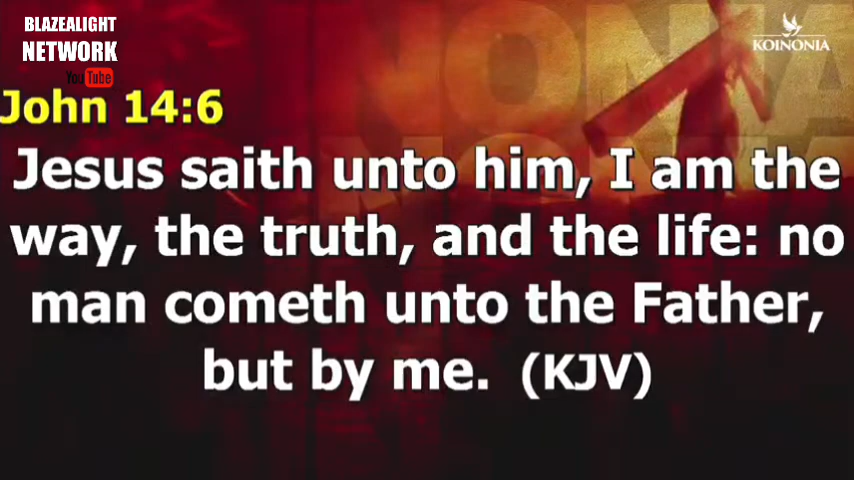 BLAZEALIGHT
NETWORK
YouTube
KOINONIA
John 14:6
Jesus saith unto him, I am the
way, the truth, and the life: no
man cometh unto the Father,
but by me. (KJV)